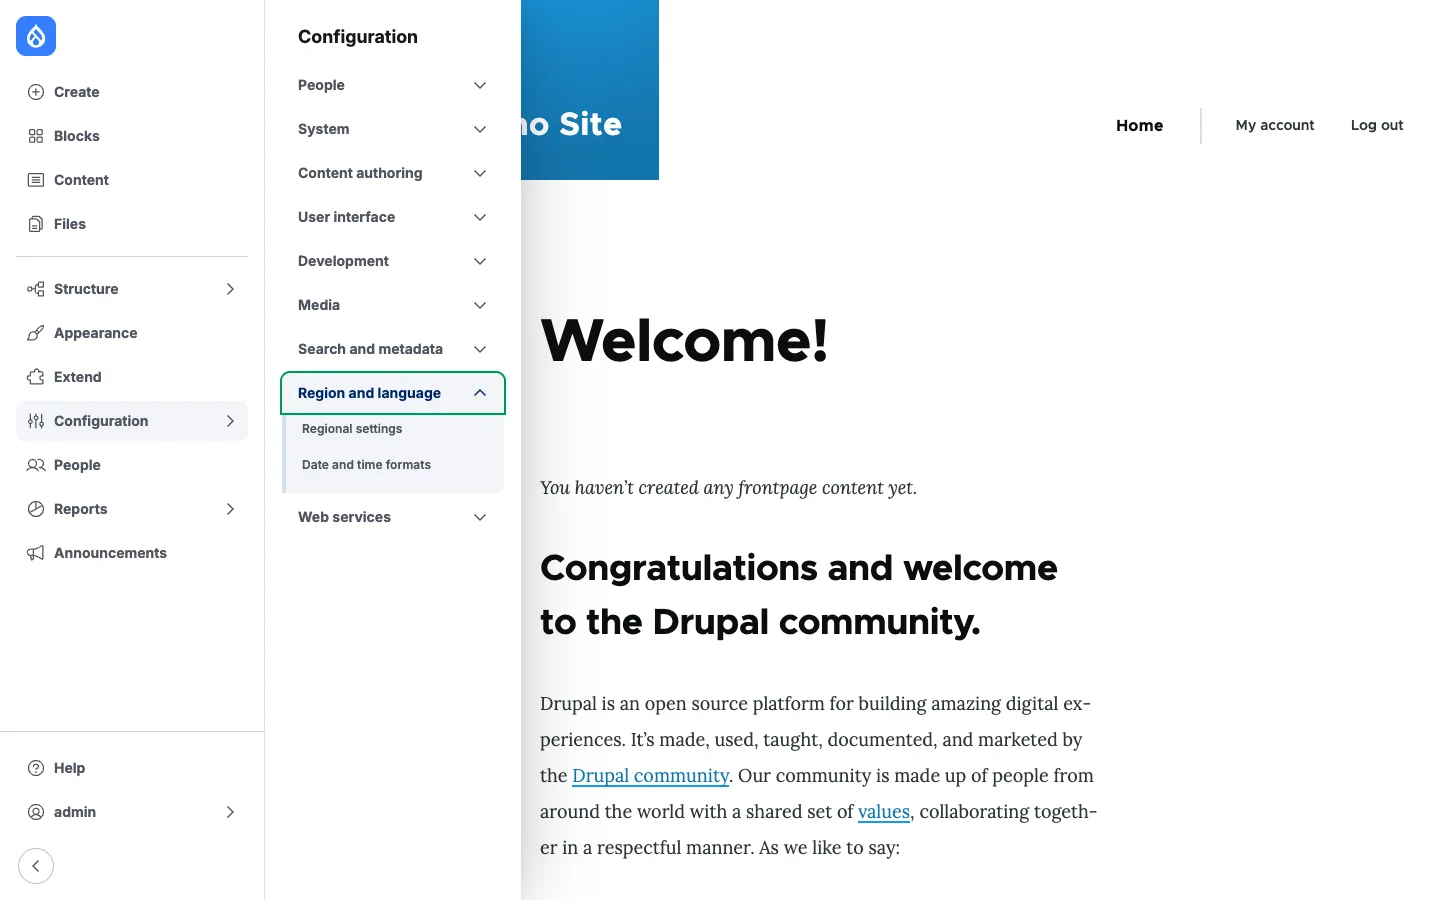 Create
Blocks
Content
Files
Structure
Appearance
Extend
Configuration
People
Reports
Announcements
Help
admin
Configuration
People
System
Content authoring
User interface
Development
Media
Search and metadata
Region and language
Regional settings
Date and time formats
Web services
Site
Home
My account
Log out
Welcome!
You haven’t created any frontpage content yet.
Congratulations and welcome
to the Drupal community.
Drupal is an open source platform for building amazing digital ex-
periences. It’s made, used, taught, documented, and marketed by
the Drupal community. Our community is made up of people from
around the world with a shared set of values, collaborating togeth-
er in a respectful manner. As we like to say: